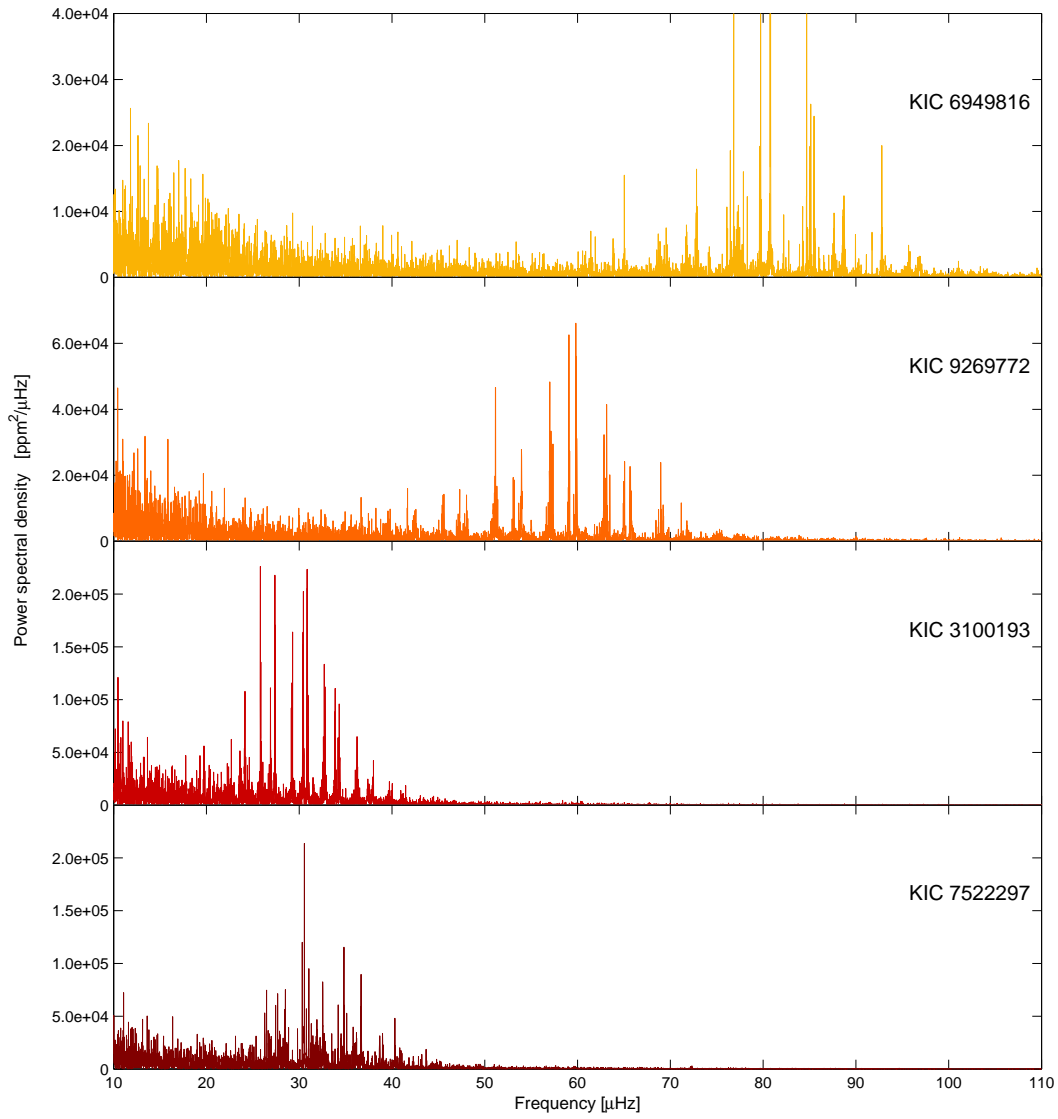 Power spectral density [ppm²/μHz]
4.0e+04
3.0e+04
KIC 6949816
2.0e+04
1.0e+04
0
6.0e+04
KIC 9269772
4.0e+04
2.0e+04
0
2.0e+05
KIC 3100193
1.5e+05
1.0e+05
5.0e+04
0
2.0e+05
KIC 7522297
1.5e+05
1.0e+05
5.0e+04
0
10 20 30 40 50 60 70 80 90 100 110
Frequency [μHz]